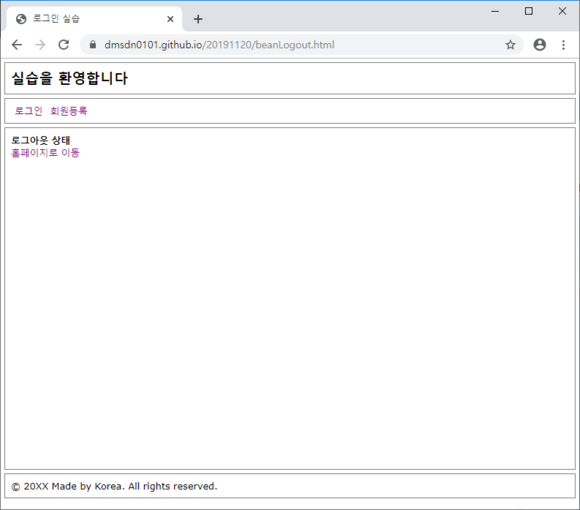 로그인 실습
dmsdn0101.github.io/20191120/beanLogout.html
실습을 환영합니다
로그인 회원등록
로그아웃 상태
홈페이지로 이동
© 20XX Made by Korea. All rights reserved.